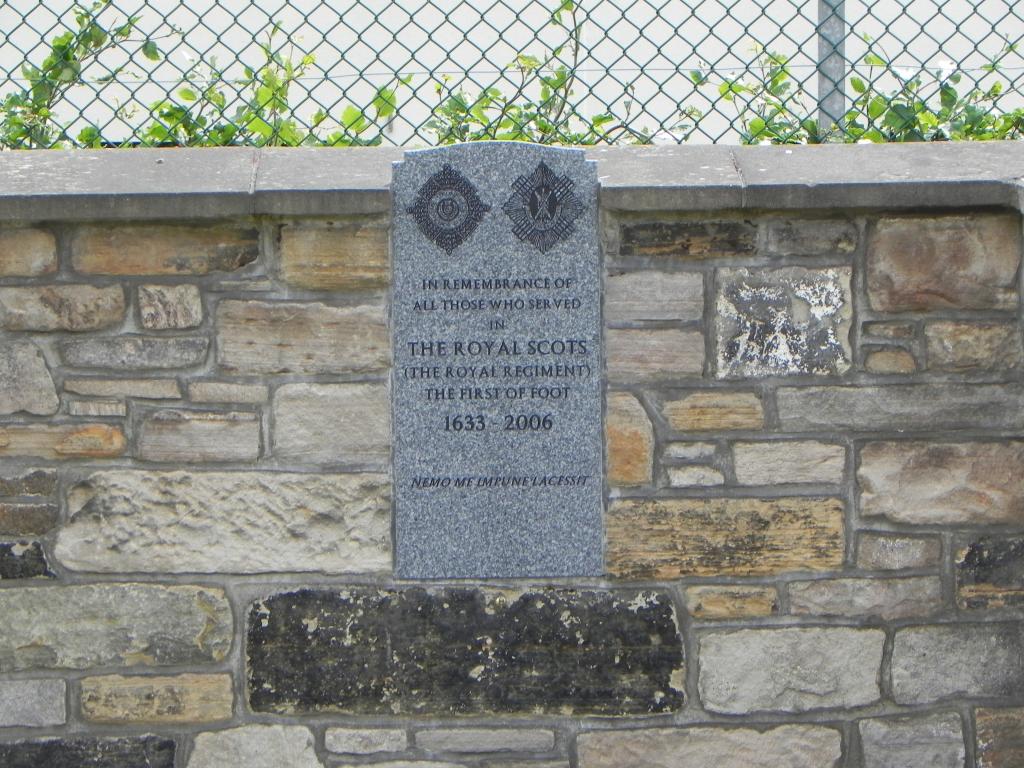 IN REMEMBRANCE OF
ALL THOSE WHO SERVED
IN
THE ROYAL SCOTS
(THE ROYAL REGIMENT)
THE FIRST OF FOOT
1633 - 2006
NEMO ME IMPUNE LACESSIT